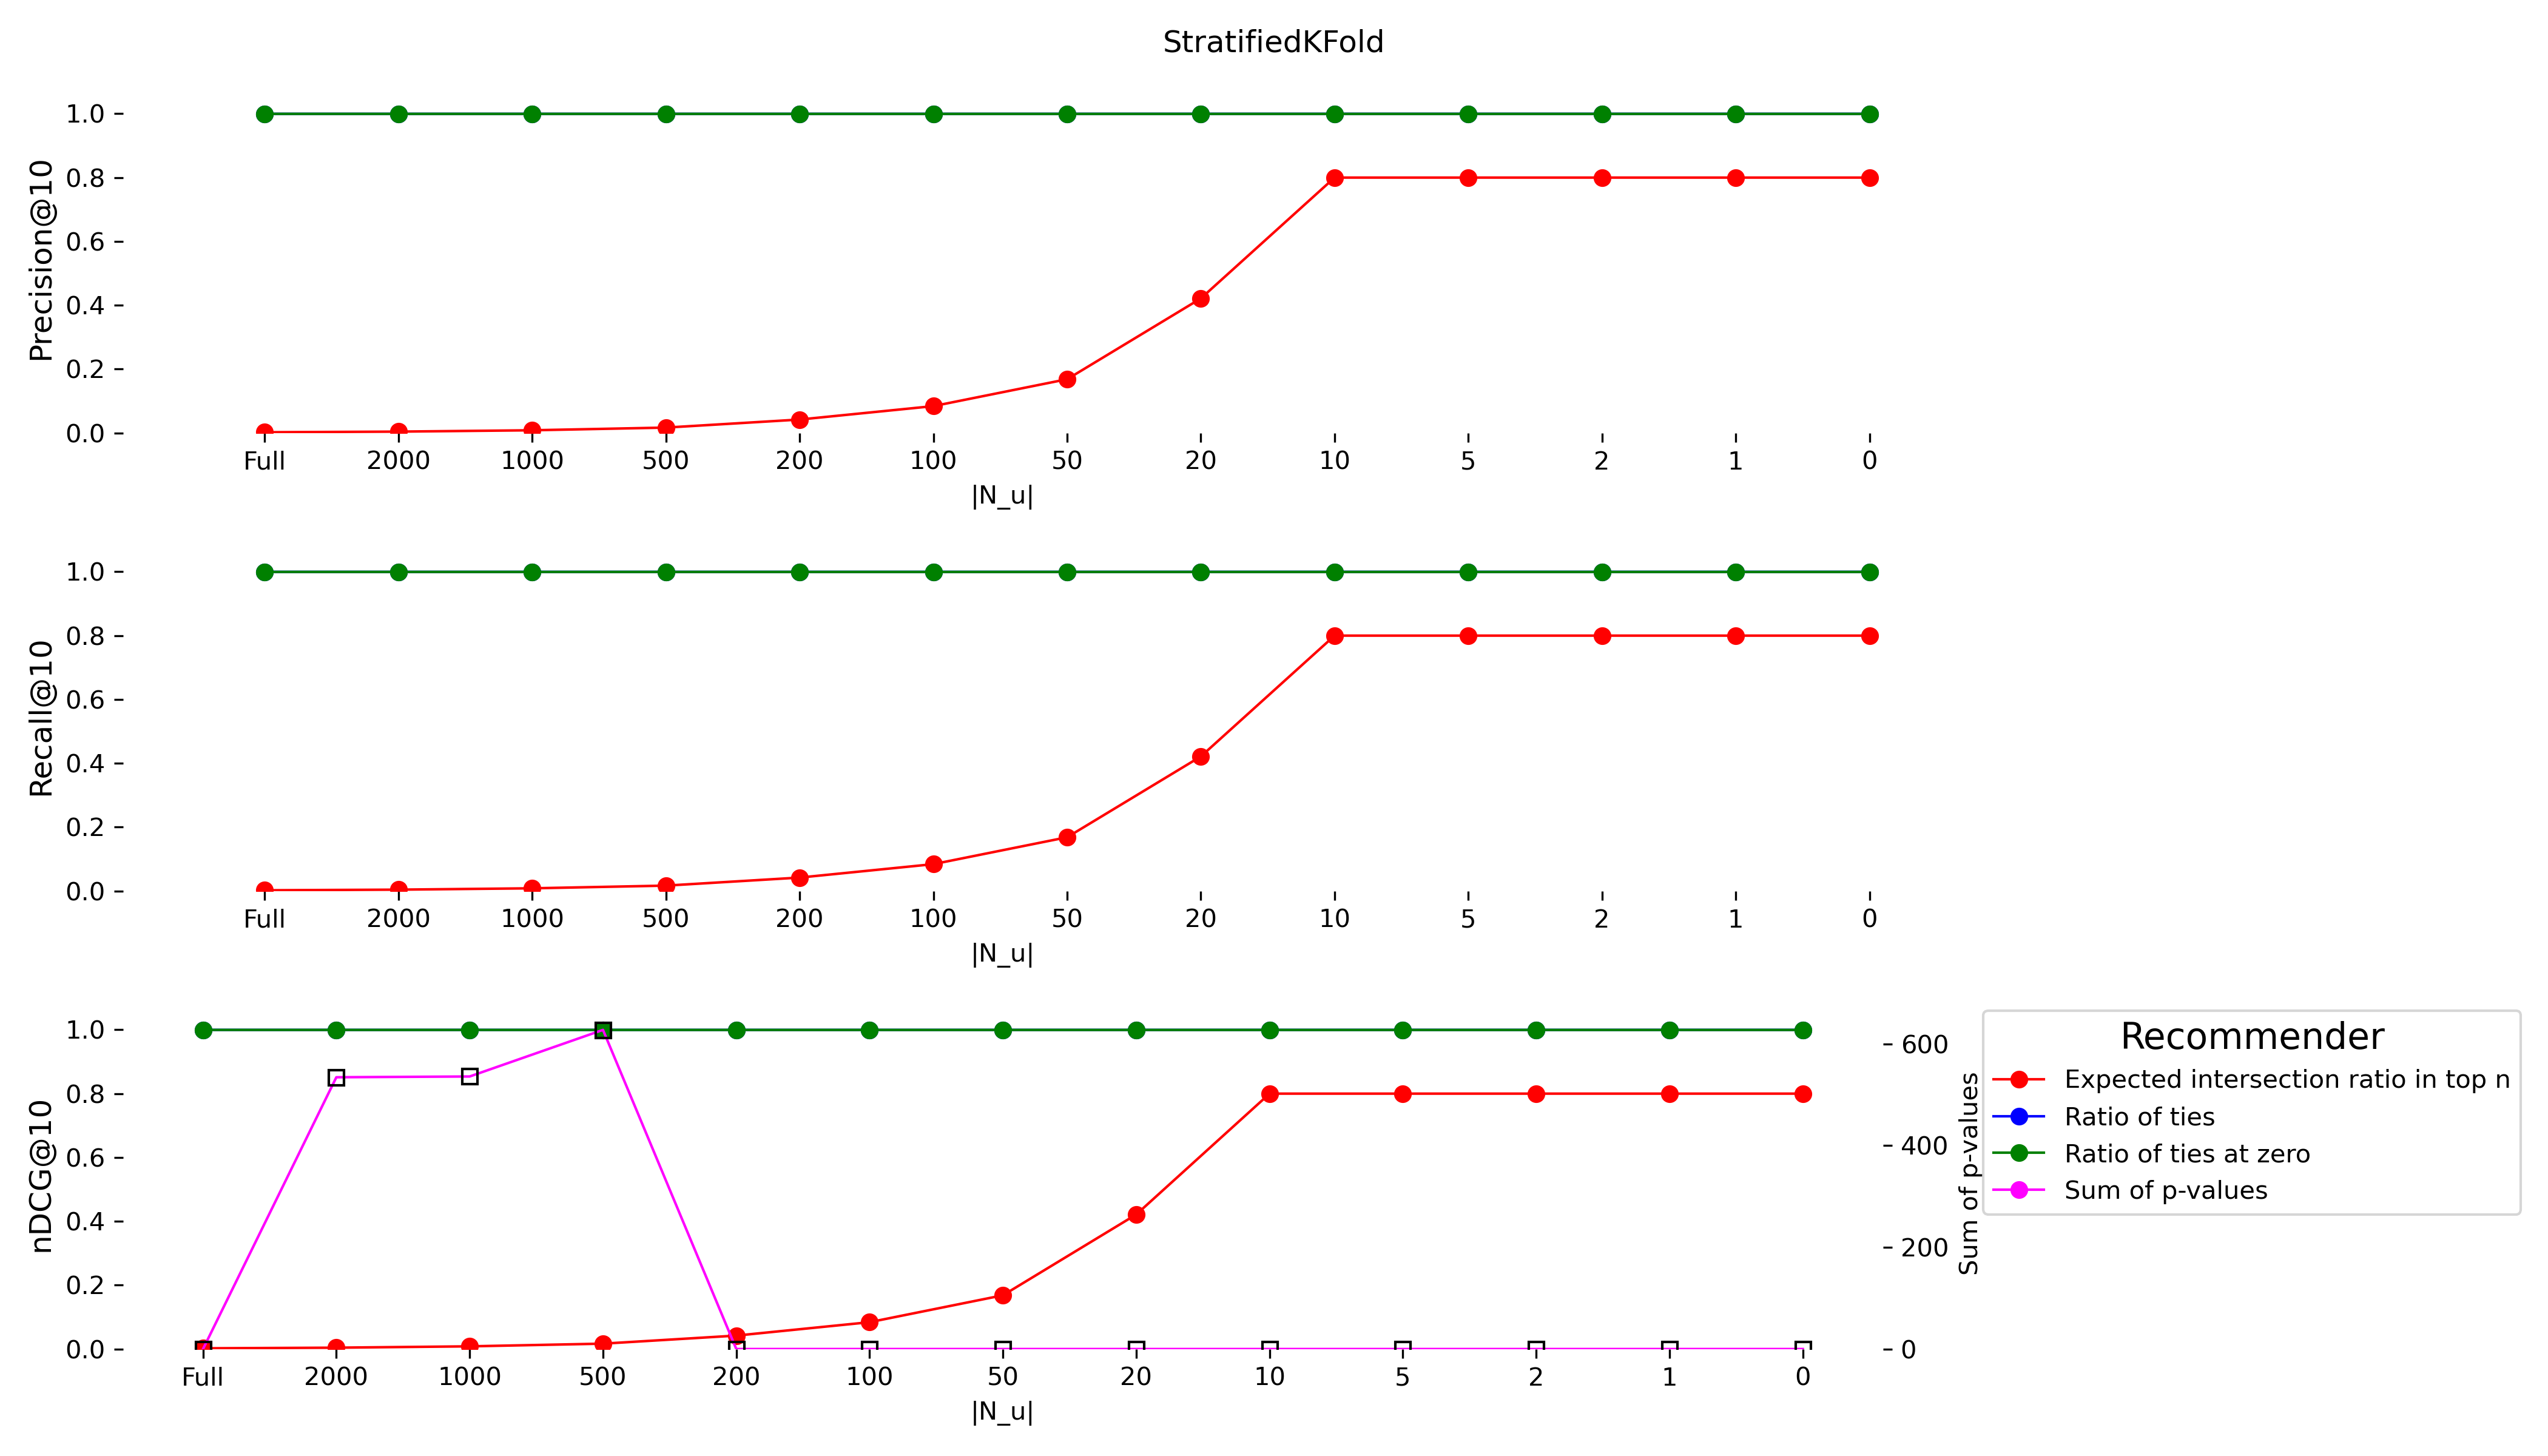 StratifiedKFold
Precision@10
1.0
0.8
0.6
0.4
0.2
0.0
Full 2000 1000 500 200 100 50 20 10 5 2 1 0
|N_u|
Recall@10
1.0
0.8
0.6
0.4
0.2
0.0
Full 2000 1000 500 200 100 50 20 10 5 2 1 0
|N_u|
nDCG@10
1.0
0.8
0.6
0.4
0.2
0.0
Full 2000 1000 500 200 100 50 20 10 5 2 1 0
|N_u|
600
400
200
0
Sum of p-values
Recommender
Expected intersection ratio in top n
Ratio of ties
Ratio of ties at zero
Sum of p-values